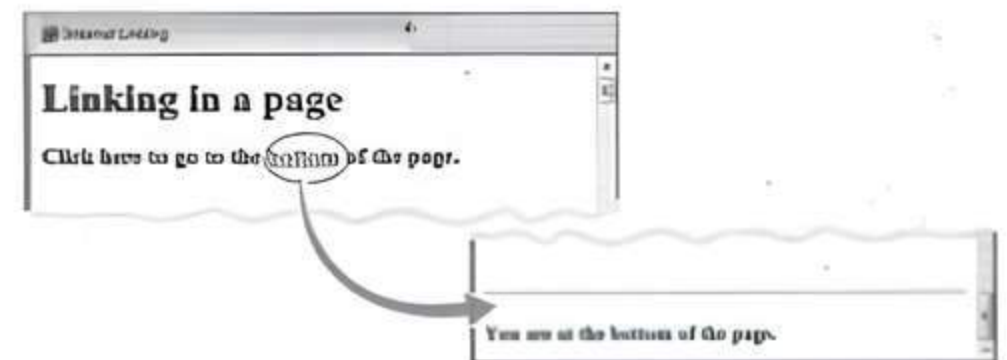 Internal Linking
Linking in a page
Click here to go to the bottom of the page.
You are at the bottom of the page.